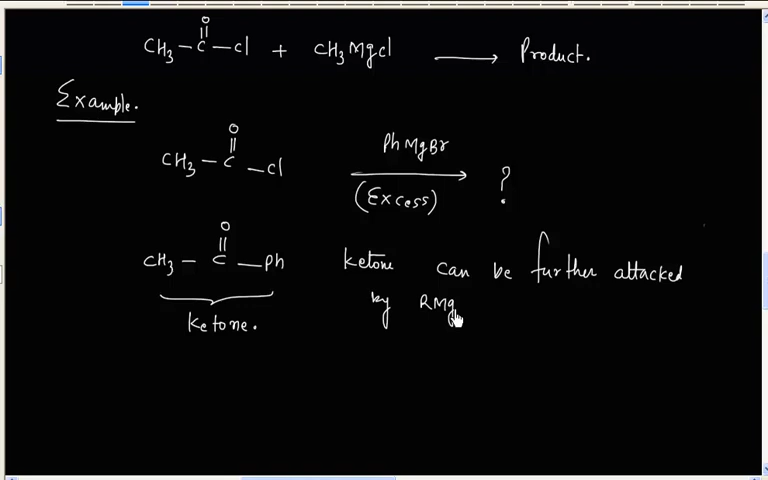 O
CH3 - C - Cl + CH3Mgcl → Product.
Example.
O
CH3 - C - Cl PhMgBr → ?
(Excess)
O
CH3 - C - Ph Ketone can be further attacked
by RMg
Ketone.